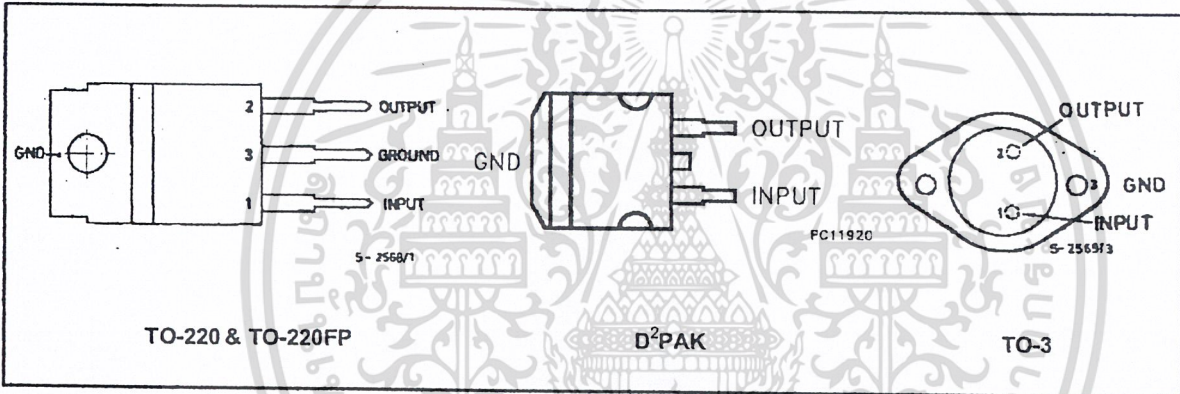 GND
2 OUTPUT
3 GROUND
1 INPUT
S-2568/1
TO-220 & TO-220FP
GND
OUTPUT
INPUT
FC11920
D²PAK
OUTPUT
2
3 GND
1
INPUT
S-2569/3
TO-3